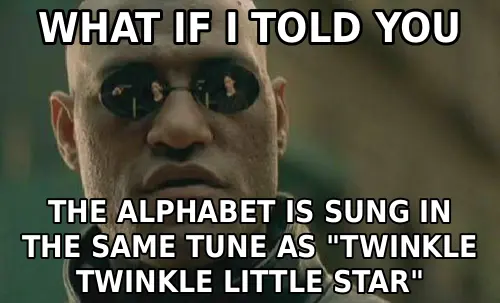 WHAT IF I TOLD YOU
THE ALPHABET IS SUNG IN
THE SAME TUNE AS "TWINKLE
TWINKLE LITTLE STAR"